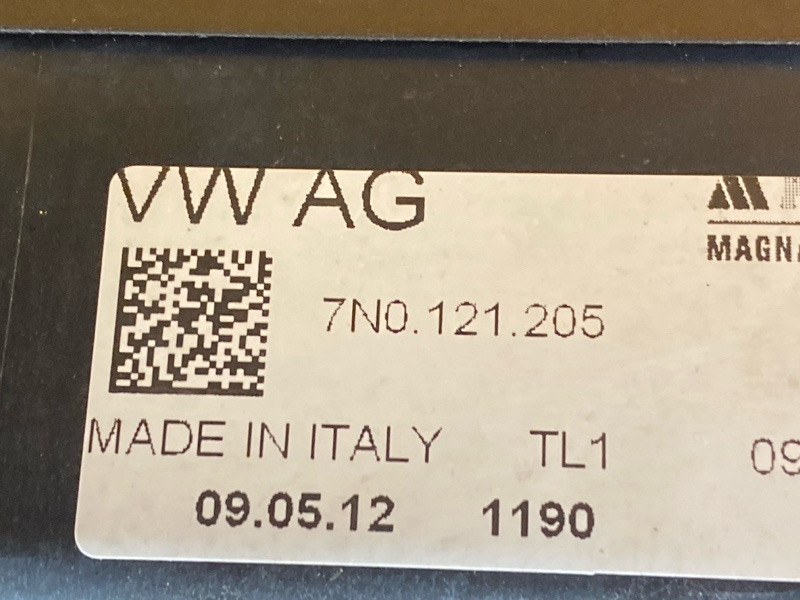 VW AG
MAGNA
7N0.121.205
MADE IN ITALY TL1 09
09.05.12 1190